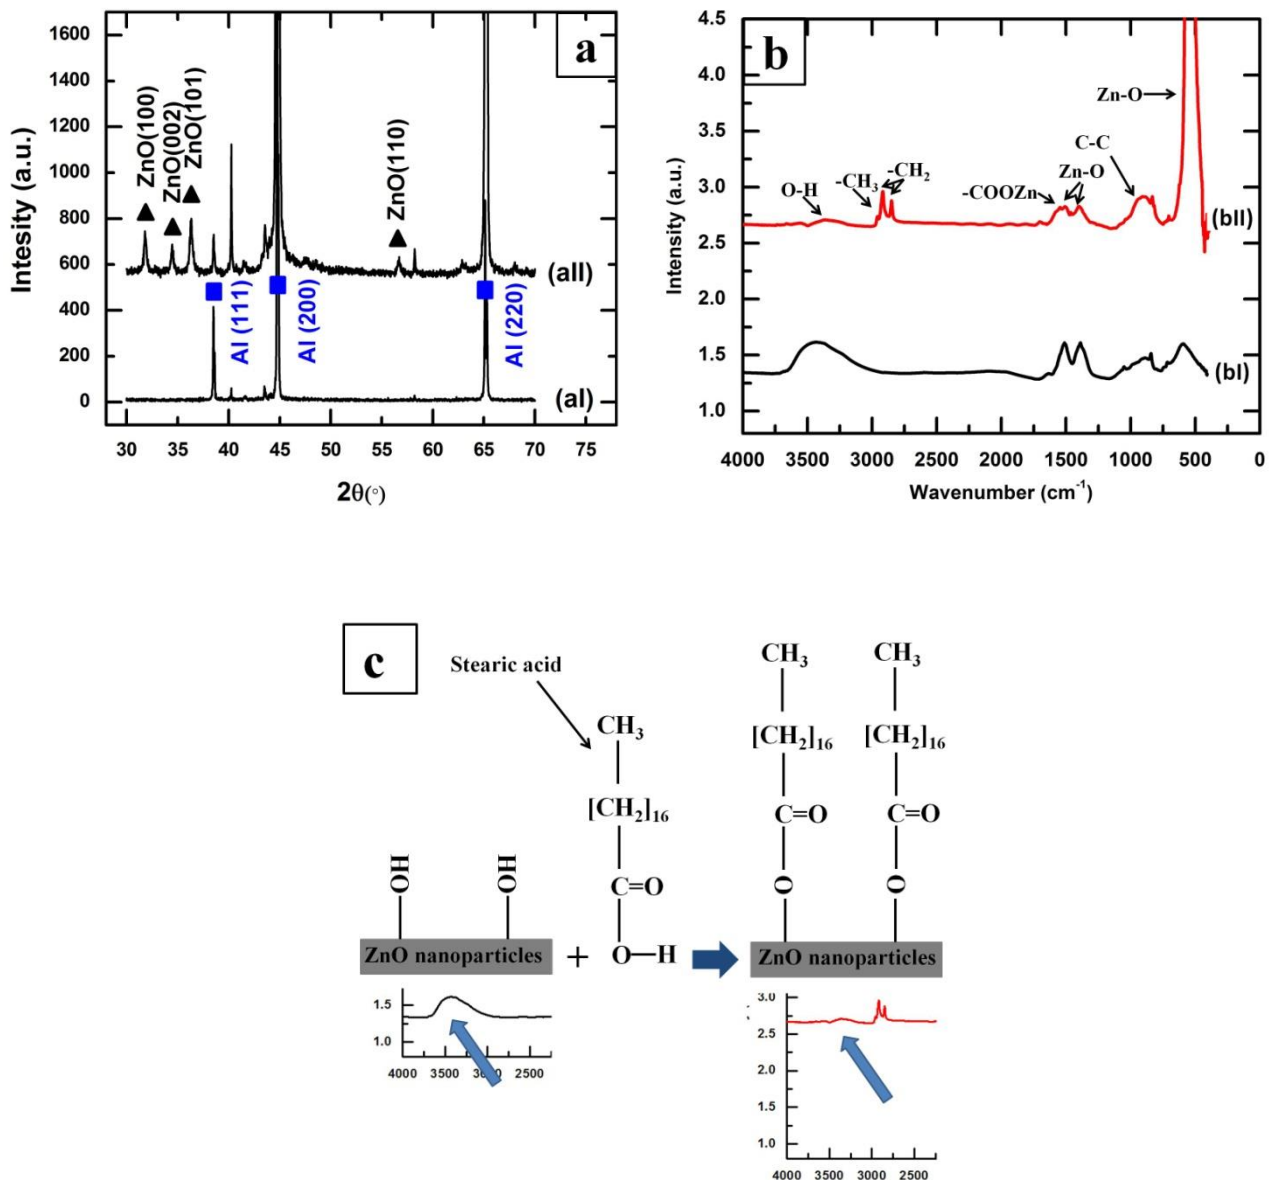 a
1600
1400
1200
1000
800
600
400
200
0
Intesity (a.u.)
ZnO(100)
ZnO(002)
ZnO(101)
ZnO(110)
(aII)
Al (111)
Al (200)
Al (220)
(aI)
30 35 40 45 50 55 60 65 70 75
2θ(°)
b
4.5
4.0
3.5
3.0
2.5
2.0
1.5
1.0
Intensity (a.u.)
Zn-O
C-C
O-H
-CH3
-CH2
-COOZn
Zn-O
(bII)
(bI)
4000 3500 3000 2500 2000 1500 1000 500 0
Wavenumber (cm-1)
c
Stearic acid
CH3
[CH2]16
C=O
O—H
OH
OH
ZnO nanoparticles
+
CH3 CH3
[CH2]16 [CH2]16
C=O C=O
O O
ZnO nanoparticles
1.5
1.0
4000 3500 3000 2500
3.0
2.5
2.0
1.5
1.0
4000 3500 3000 2500